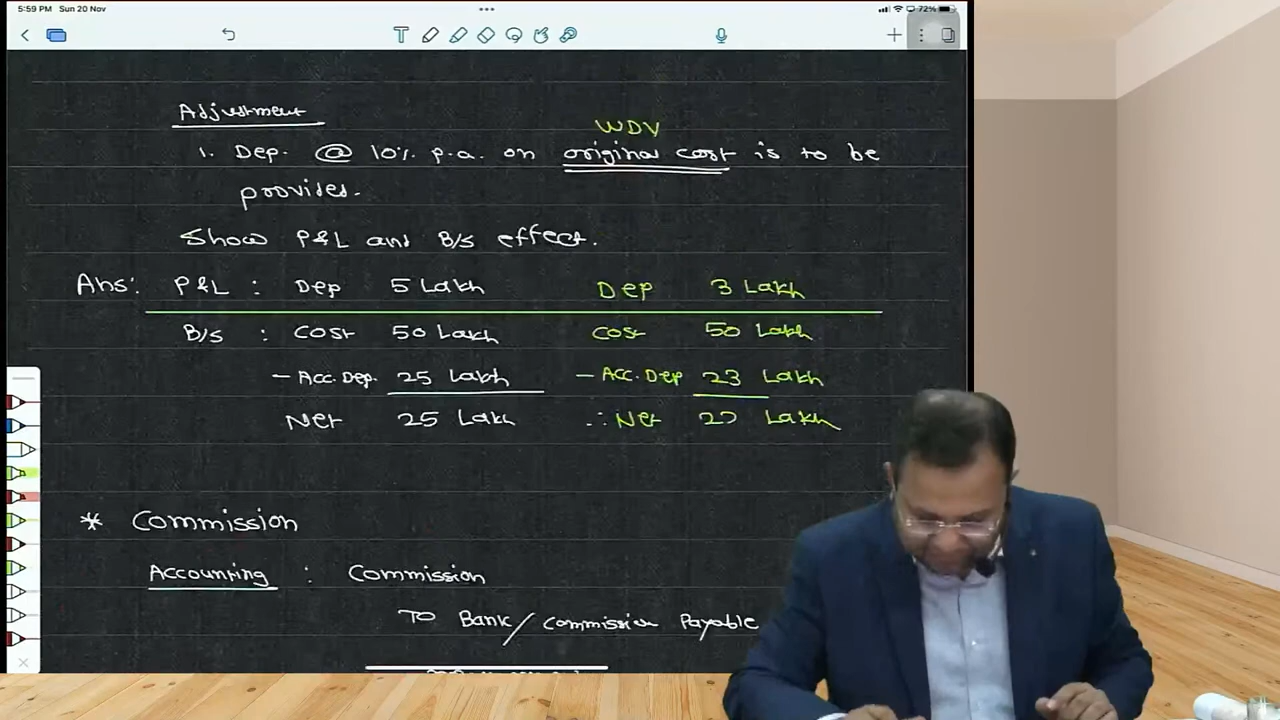 5:59 PM Sun 20 Nov
72%
Adjustment
WDV
1. Dep. @ 10% p.a. on original cost is to be
provided.
Show P&L and B/s effect.
Ans: P&L : Dep 5 Lakh Dep 3 Lakh
B/s : Cost 50 Lakh Cost 50 Lakh
- Acc. Dep. 25 Lakh - Acc. Dep 23 Lakh
Net 25 Lakh ∴ Net 27 Lakh
* Commission
Accounting : Commission
To Bank/Commission Payable